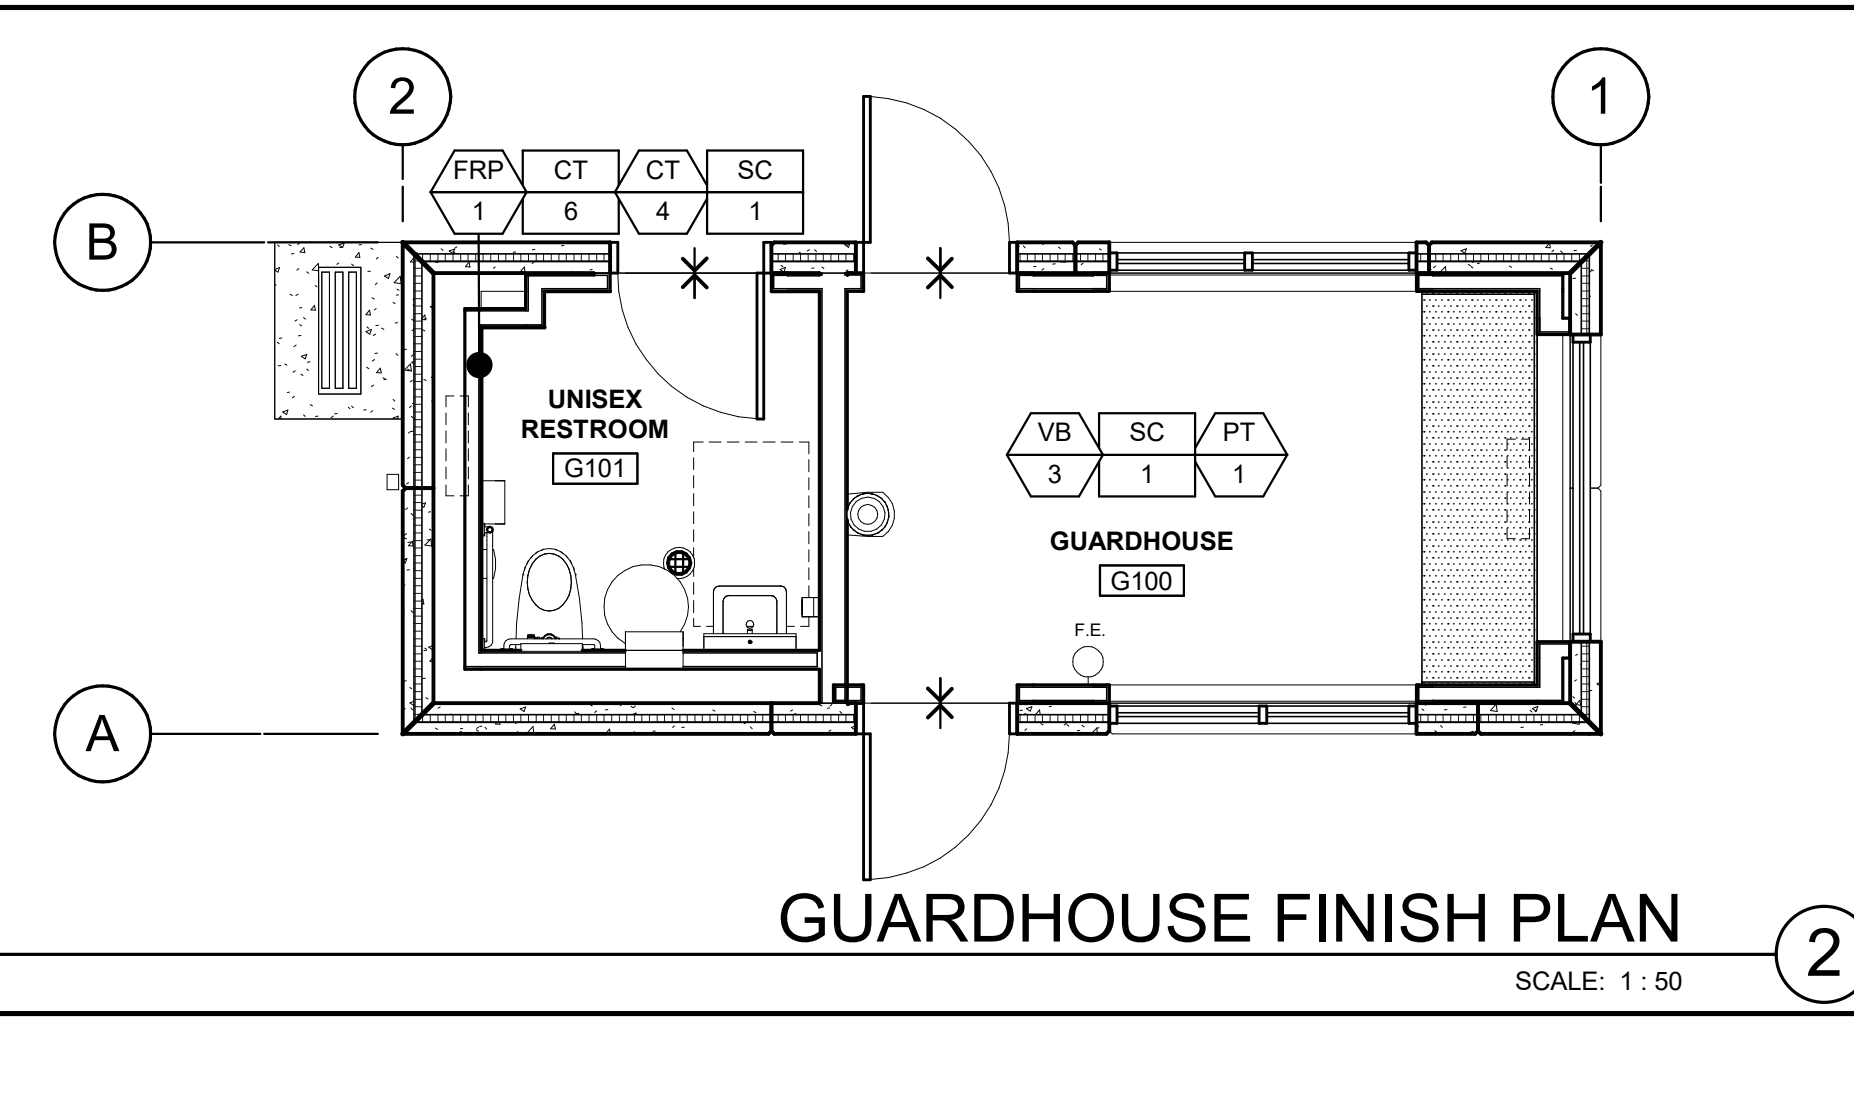 2
1
FRP CT CT SC
1 6 4 1
B
UNISEX
RESTROOM
G101
VB SC PT
3 1 1
GUARDHOUSE
G100
F.E.
A
GUARDHOUSE FINISH PLAN
2
SCALE: 1 : 50